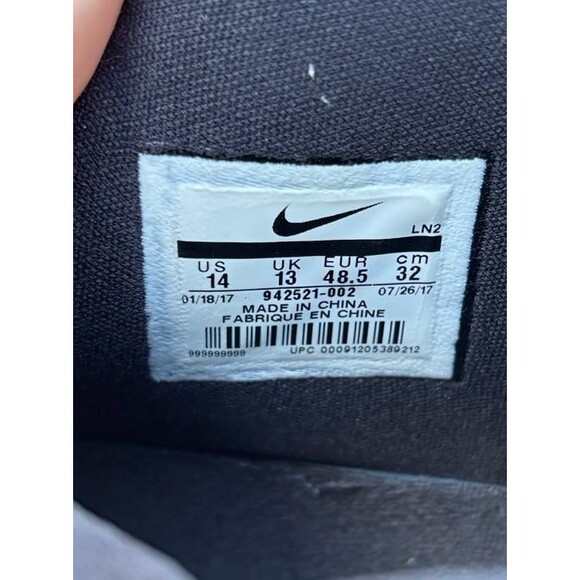 LN2
US UK EUR cm
14 13 48.5 32
01/18/17 942521-002 07/26/17
MADE IN CHINA
FABRIQUE EN CHINE
999999999 UPC 00091205389212